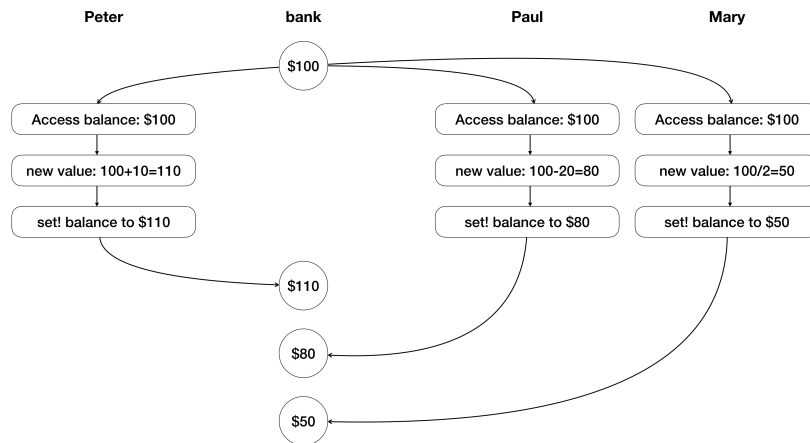 Peter bank Paul Mary
$100
Access balance: $100 Access balance: $100 Access balance: $100
new value: 100+10=110 new value: 100-20=80 new value: 100/2=50
set! balance to $110 set! balance to $80 set! balance to $50
$110
$80
$50